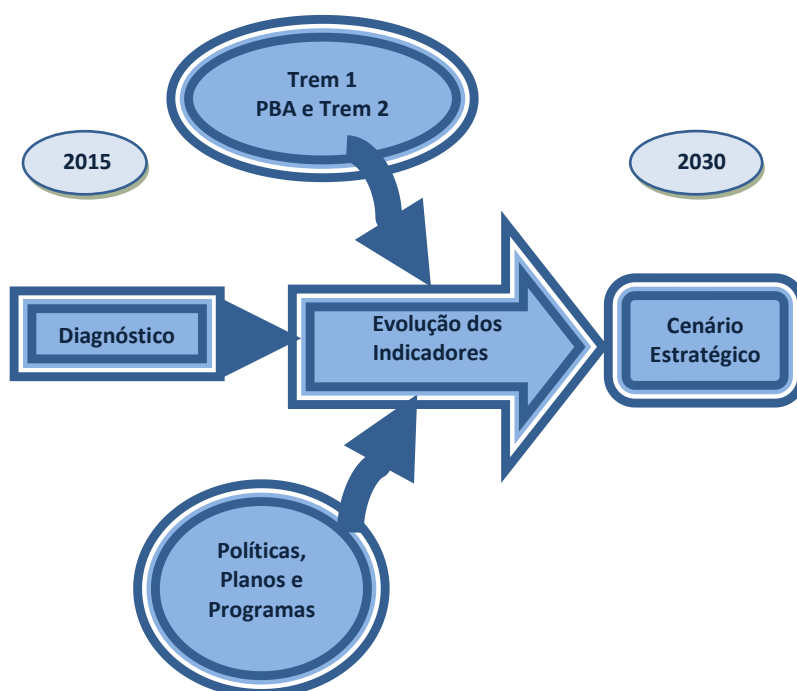 Trem 1
PBA e Trem 2
2015
2030
Diagnóstico
Evolução dos
Indicadores
Cenário
Estratégico
Políticas,
Planos e
Programas